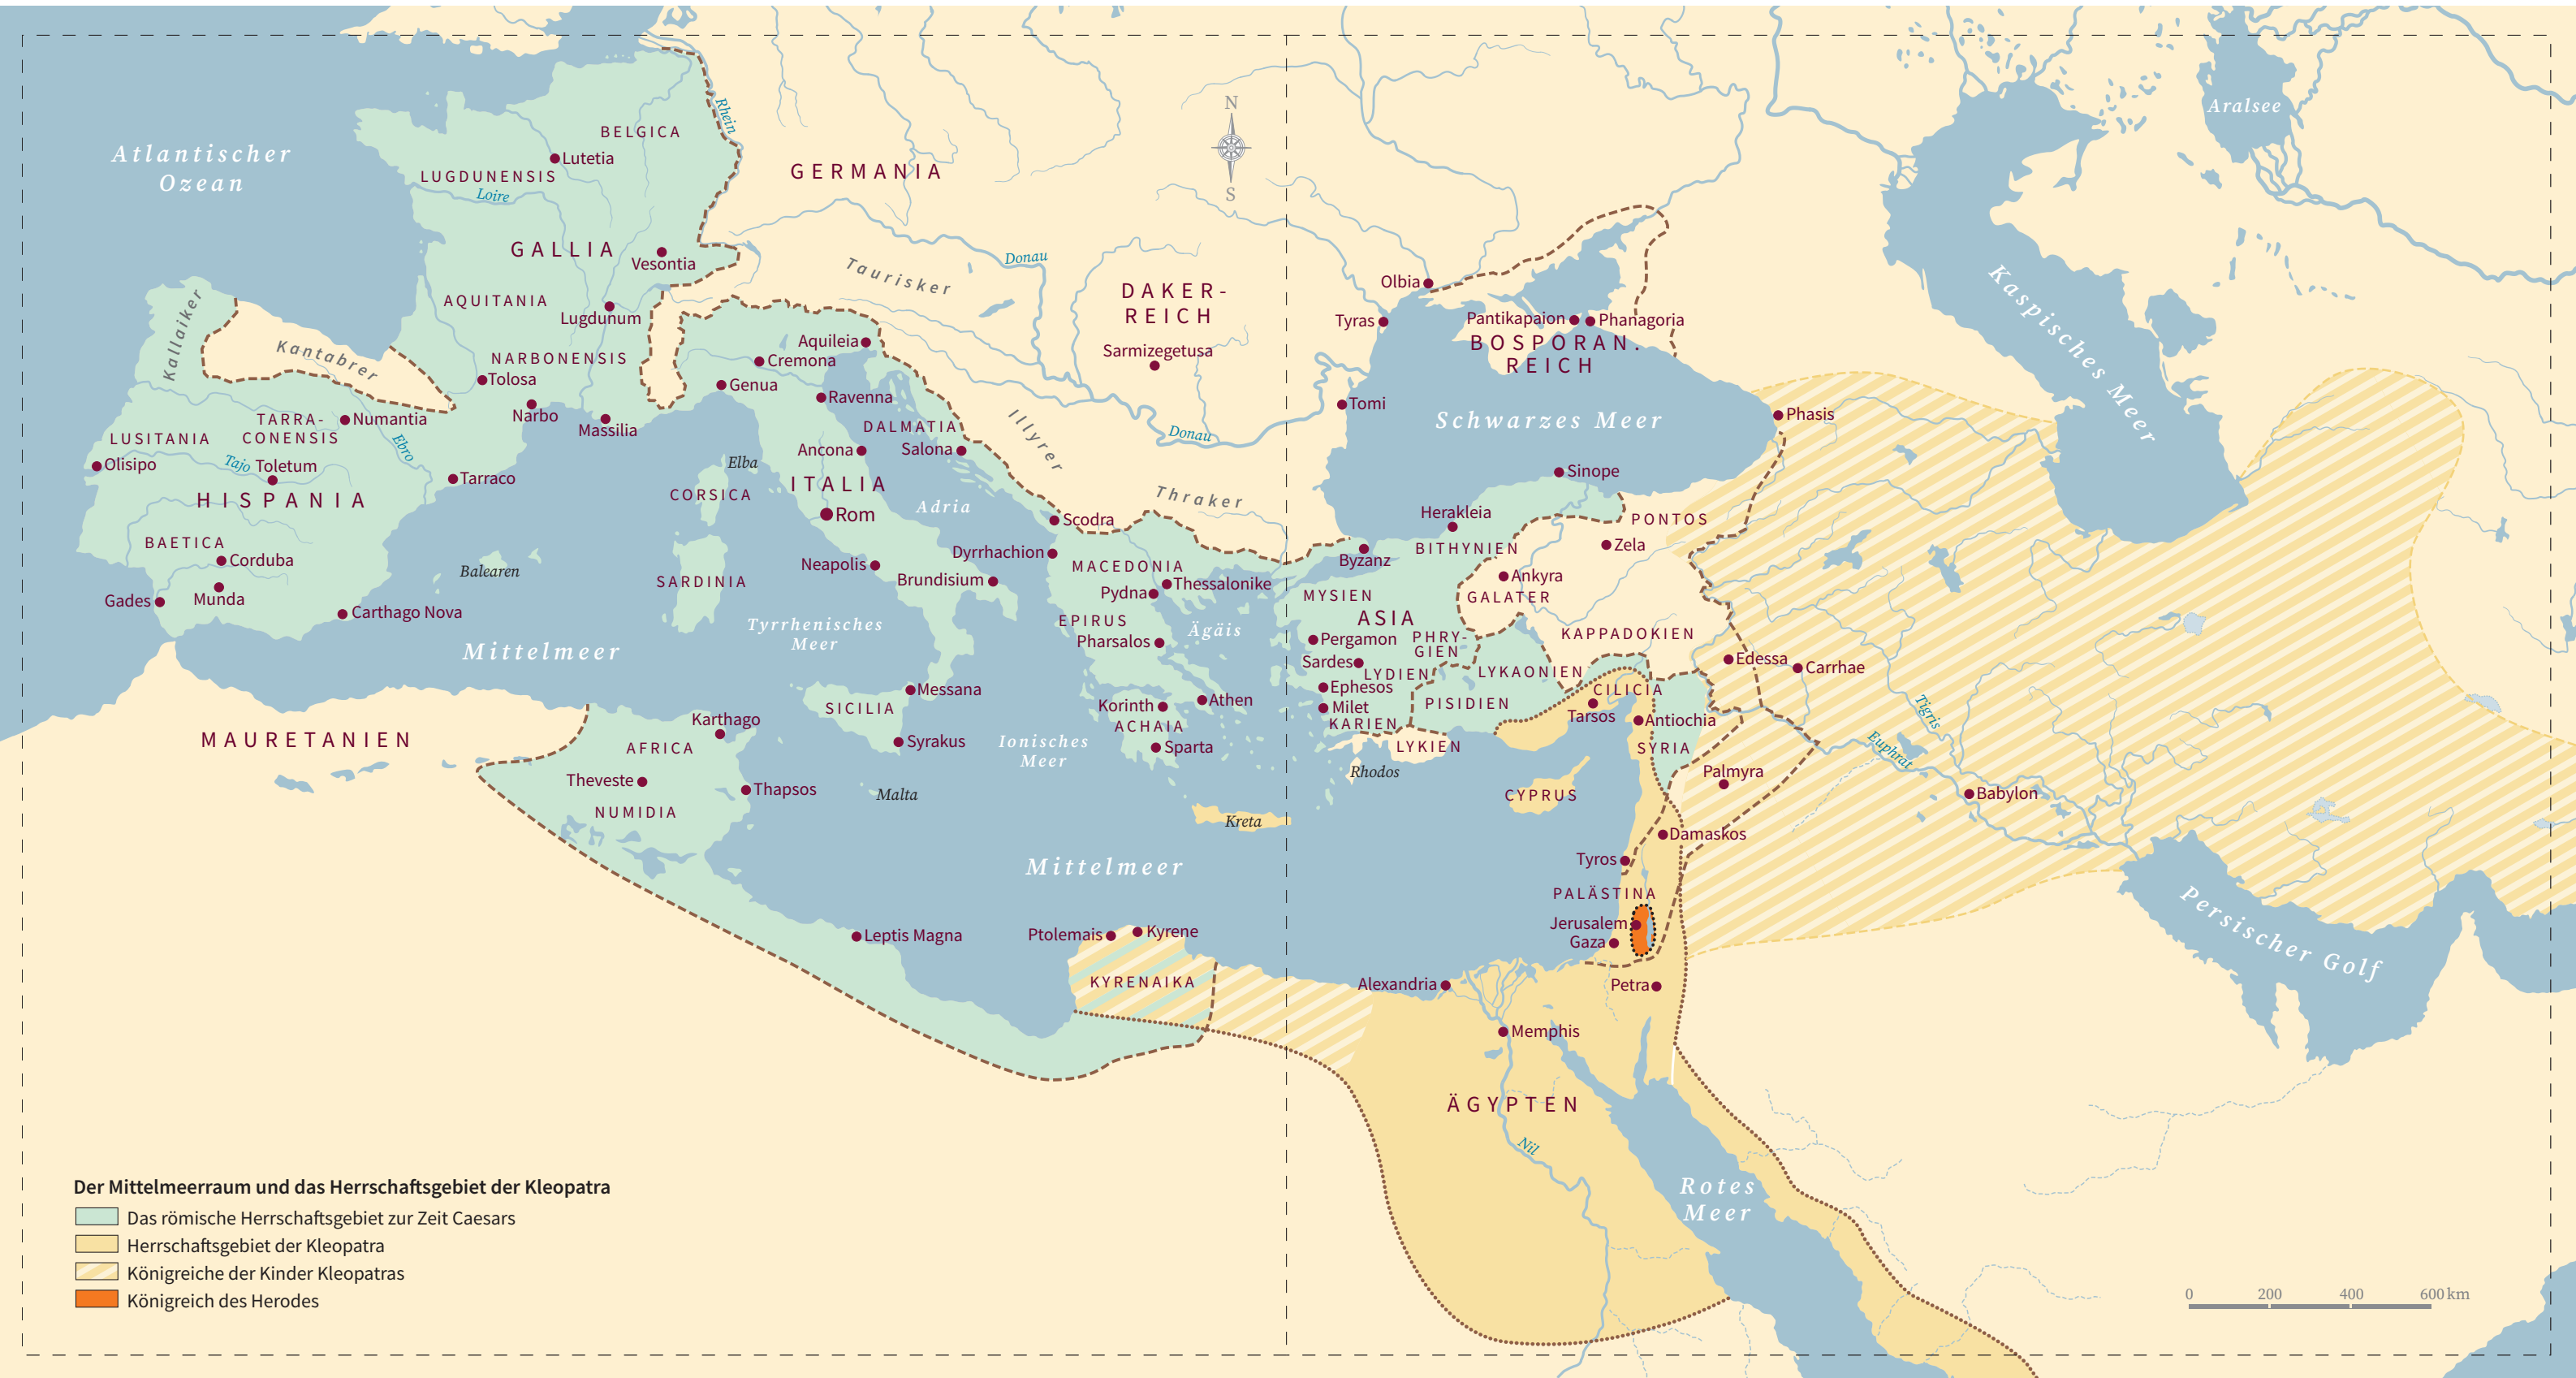 Atlantischer
Ozean
BELGICA
Lutetia
LUGDUNENSIS
Loire
Rhein
GERMANIA
N
S
GALLIA
Vesontia
AQUITANIA
Lugdunum
NARBONENSIS
Tolosa
Narbo
Massilia
Kallaiker
Kantabrer
TARRA-
CONENSIS
Numantia
Ebro
LUSITANIA
Olisipo
Tajo
Toletum
Tarraco
HISPANIA
BAETICA
Corduba
Munda
Gades
Carthago Nova
Balearen
Mittelmeer
MAURETANIEN
Taurisker
Donau
DAKER-
REICH
Sarmizegetusa
Donau
Aquileia
Cremona
Genua
Ravenna
DALMATIA
Ancona
Salona
Illyrer
Elba
CORSICA
ITALIA
Adria
Rom
Thraker
Scodra
Neapolis
Dyrrhachion
Brundisium
SARDINIA
Tyrrhenisches
Meer
MACEDONIA
Thessalonike
Pydna
EPIRUS
Pharsalos
Ägäis
Messana
SICILIA
Syrakus
Korinth
Athen
ACHAIA
Sparta
Ionisches
Meer
Karthago
AFRICA
Theveste
Thapsos
NUMIDIA
Malta
Kreta
Mittelmeer
Leptis Magna
Ptolemais
Kyrene
KYRENAIKA
Olbia
Tyras
Tomi
Pantikapaion
Phanagoria
BOSPORAN.
REICH
Schwarzes Meer
Phasis
Sinope
Herakleia
PONTOS
Zela
Byzanz
BITHYNIEN
Ankyra
GALATER
MYSIEN
ASIA
Pergamon
PHRY-
GIEN
Sardes
LYDIEN
LYKAONIEN
KAPPADOKIEN
Ephesos
Milet
KARIEN
PISIDIEN
LYKIEN
Rhodos
CILICIA
Tarsos
Antiochia
SYRIA
Edessa
Carrhae
Palmyra
CYPRUS
Damaskos
Tyros
PALÄSTINA
Jerusalem
Gaza
Petra
Alexandria
Memphis
ÄGYPTEN
Nil
Rotes
Meer
Tigris
Euphrat
Babylon
Persischer Golf
Kaspisches Meer
Aralsee
Der Mittelmeerraum und das Herrschaftsgebiet der Kleopatra
Das römische Herrschaftsgebiet zur Zeit Caesars
Herrschaftsgebiet der Kleopatra
Königreiche der Kinder Kleopatras
Königreich des Herodes
0 200 400 600 km